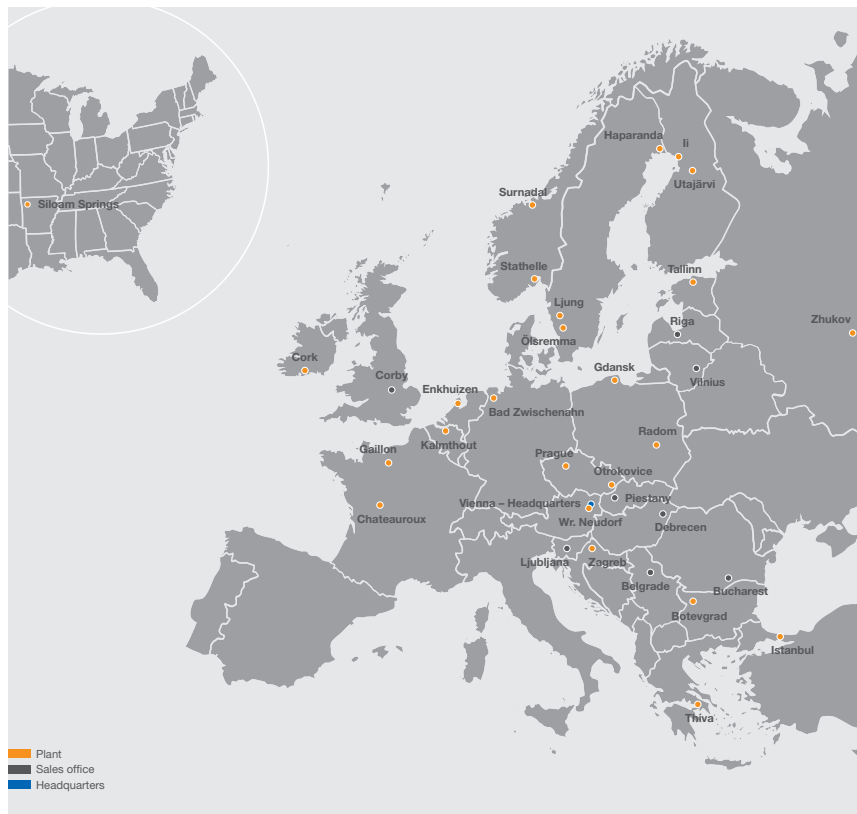 Haparanda
Ii
Utajärvi
Surnadal
Siloam Springs
Stathelle
Tallinn
Ljung
Riga
Zhukov
Ölsremma
Cork
Gdansk
Corby
Vilnius
Enkhuizen
Bad Zwischenahn
Radom
Kalmthout
Gaillon
Prague
Otrokovice
Piestany
Vienna – Headquarters
Chateauroux
Wr. Neudorf
Debrecen
Ljubljana
Zagreb
Belgrade
Bucharest
Botevgrad
Istanbul
Thiva
Plant
Sales office
Headquarters